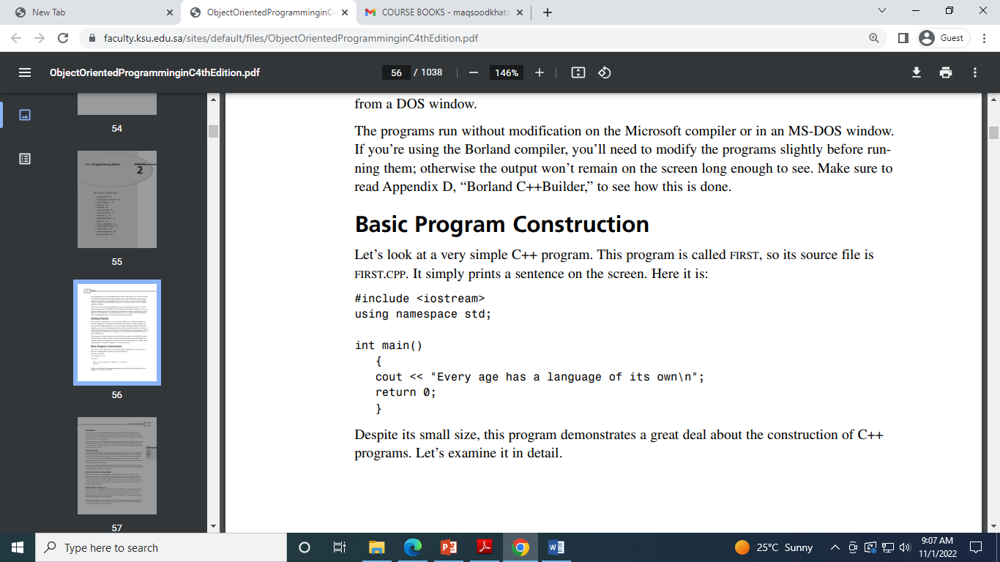 New Tab
ObjectOrientedProgramminginC
COURSE BOOKS - maqsoodkhato
faculty.ksu.edu.sa/sites/default/files/ObjectOrientedProgramminginC4thEdition.pdf
Guest
ObjectOrientedProgramminginC4thEdition.pdf
56 / 1038
146%
54
C++ Programming Basics
2
IN THIS CHAPTER
55
56
57
from a DOS window.
The programs run without modification on the Microsoft compiler or in an MS-DOS window.
If you’re using the Borland compiler, you’ll need to modify the programs slightly before run-
ning them; otherwise the output won’t remain on the screen long enough to see. Make sure to
read Appendix D, “Borland C++Builder,” to see how this is done.
Basic Program Construction
Let’s look at a very simple C++ program. This program is called FIRST, so its source file is
FIRST.CPP. It simply prints a sentence on the screen. Here it is:
#include <iostream>
using namespace std;
int main()
{
cout << "Every age has a language of its own\n";
return 0;
}
Despite its small size, this program demonstrates a great deal about the construction of C++
programs. Let’s examine it in detail.
Type here to search
25°C Sunny
9:07 AM
11/1/2022